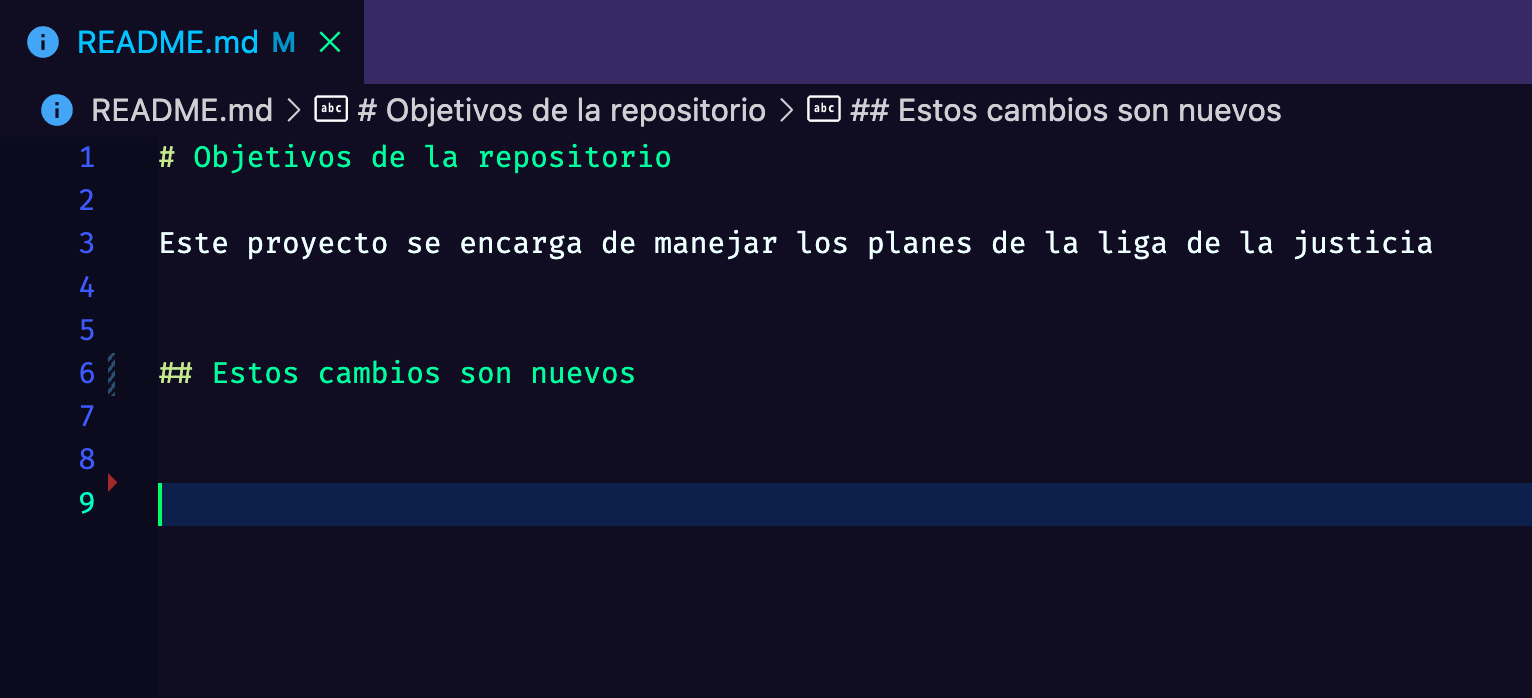 README.md M
README.md > # Objetivos de la repositorio > ## Estos cambios son nuevos
1 # Objetivos de la repositorio
2
3 Este proyecto se encarga de manejar los planes de la liga de la justicia
4
5
6 ## Estos cambios son nuevos
7
8
9